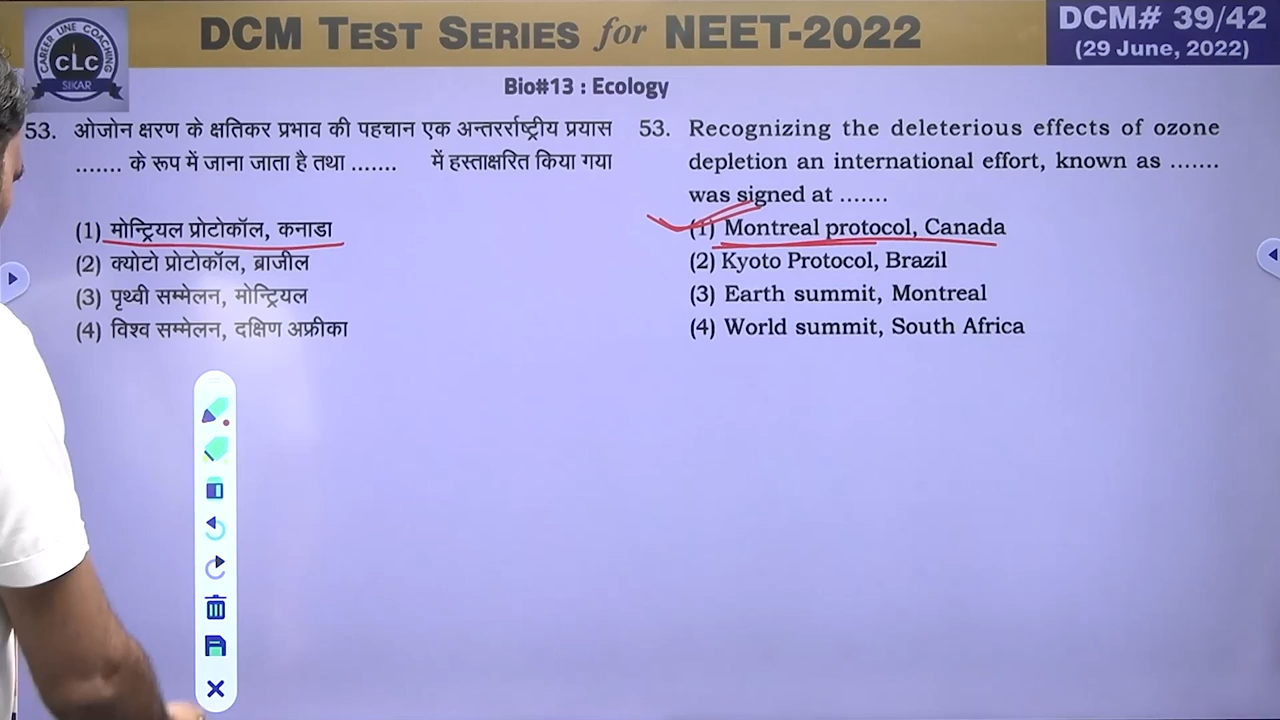 DCM TEST SERIES for NEET-2022
DCM# 39/42
(29 June, 2022)
CAREER LINE COACHING
CLC
SIKAR
Bio#13 : Ecology
53. ओजोन क्षरण के क्षतिकर प्रभाव की पहचान एक अन्तर्राष्ट्रीय प्रयास
....... के रूप में जाना जाता है तथा ....... में हस्ताक्षरित किया गया
(1) मोन्ट्रियल प्रोटोकॉल, कनाडा
(2) क्योटो प्रोटोकॉल, ब्राजील
(3) पृथ्वी सम्मेलन, मोन्ट्रियल
(4) विश्व सम्मेलन, दक्षिण अफ्रीका
53. Recognizing the deleterious effects of ozone
depletion an international effort, known as .......
was signed at .......
(1) Montreal protocol, Canada
(2) Kyoto Protocol, Brazil
(3) Earth summit, Montreal
(4) World summit, South Africa